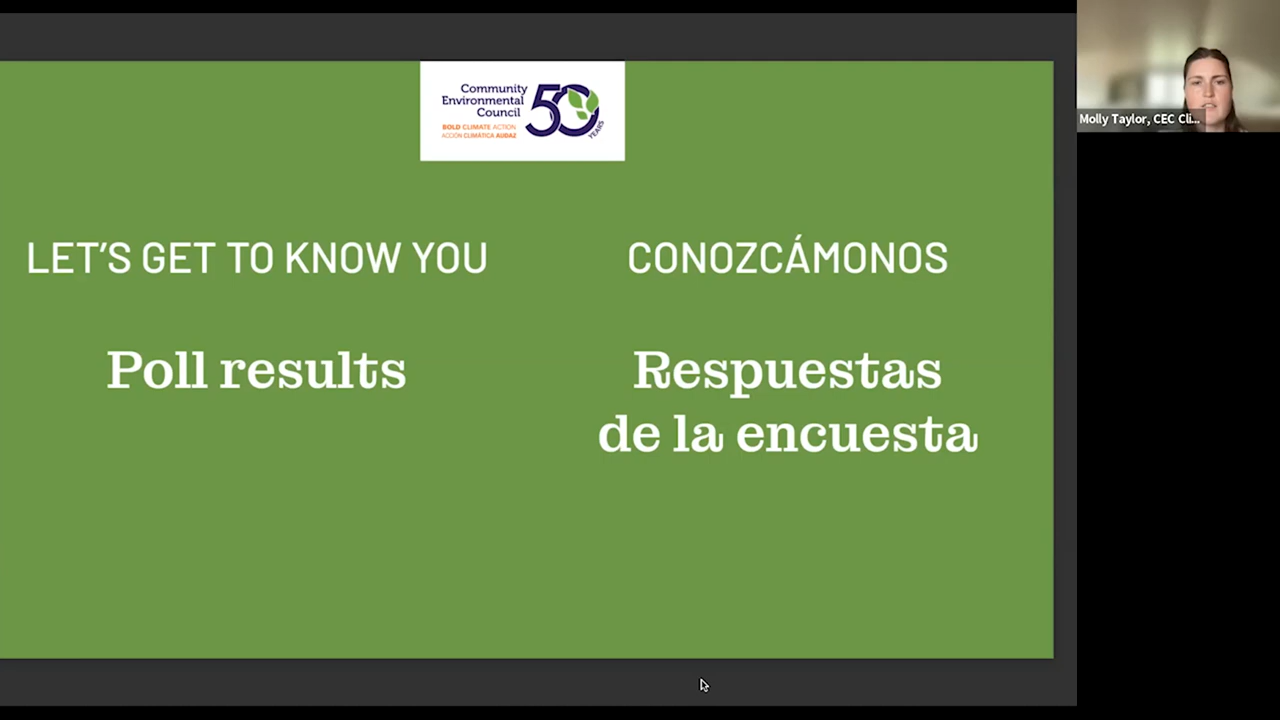 Community
Environmental
Council
BOLD CLIMATE ACTION
ACCIÓN CLIMÁTICA AUDAZ
50
YEARS
LET'S GET TO KNOW YOU
Poll results
CONOZCÁMONOS
Respuestas
de la encuesta
Molly Taylor, CEC Cli...